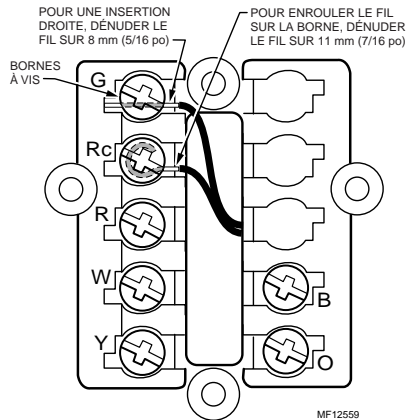 POUR UNE INSERTION
DROITE, DÉNUDER LE
FIL SUR 8 mm (5/16 po)
POUR ENROULER LE FIL
SUR LA BORNE, DÉNUDER
LE FIL SUR 11 mm (7/16 po)
BORNES
À VIS
G
Rc
R
W
B
Y
O
MF12559